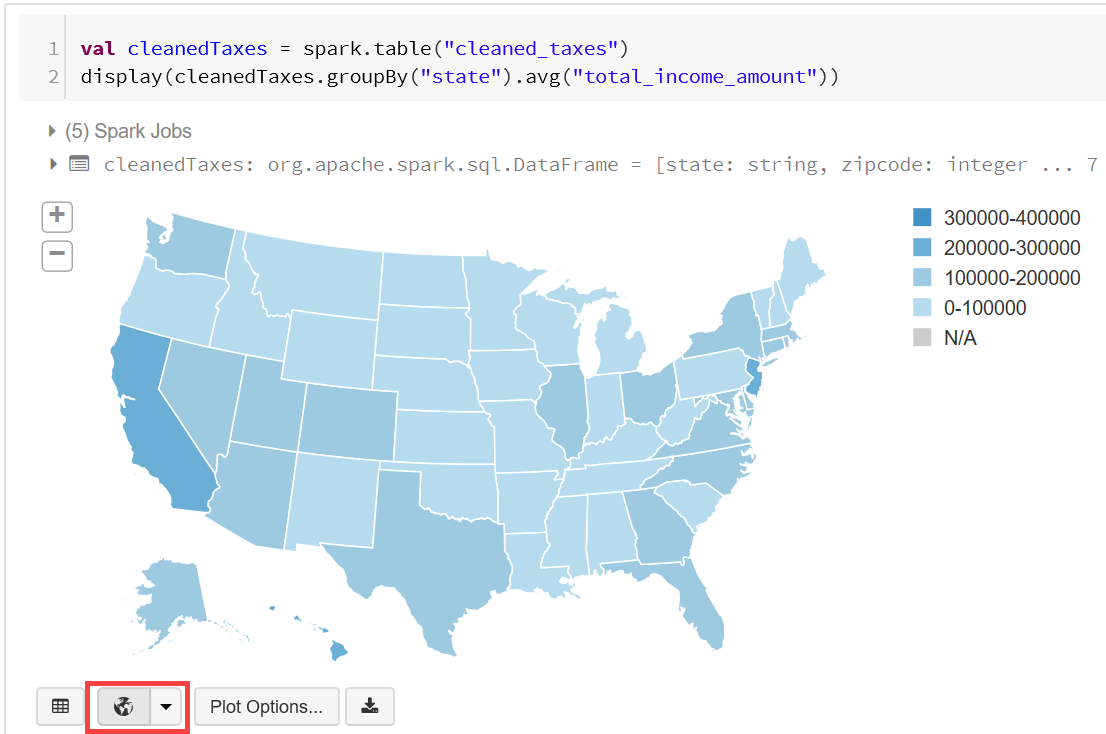 1 val cleanedTaxes = spark.table("cleaned_taxes")
2 display(cleanedTaxes.groupBy("state").avg("total_income_amount"))
(5) Spark Jobs
cleanedTaxes: org.apache.spark.sql.DataFrame = [state: string, zipcode: integer ... 7
300000-400000
200000-300000
100000-200000
0-100000
N/A
Plot Options...